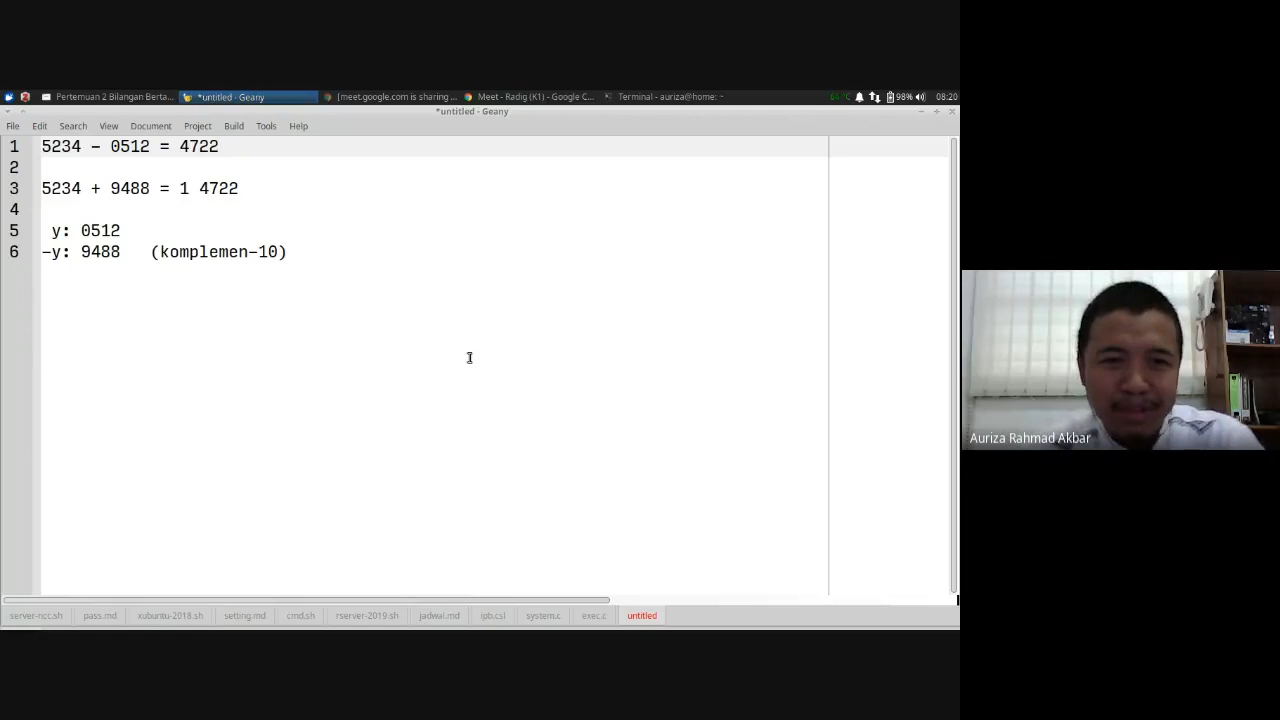 Pertemuan 2 Bilangan Berta... *untitled - Geany [meet.google.com is sharing ... Meet - Radig (K1) - Google C... Terminal - auriza@home: ~ 64°C 98% 08:20
*untitled - Geany
File Edit Search View Document Project Build Tools Help
1 5234 - 0512 = 4722
2
3 5234 + 9488 = 1 4722
4
5 y: 0512
6 -y: 9488 (komplemen-10)
Auriza Rahmad Akbar
server-ncc.sh pass.md xubuntu-2018.sh setting.md cmd.sh rserver-2019.sh jadwal.md ipb.csl system.c exec.c untitled